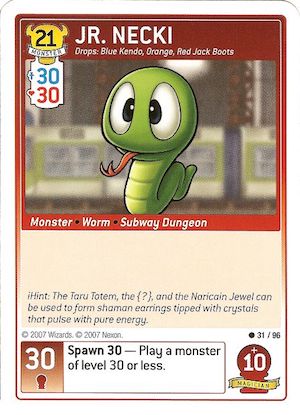 21
MONSTER
JR. NECKI
Drops: Blue Kendo, Orange, Red Jack Boots
30
30
Monster • Worm • Subway Dungeon
iHint: The Taru Totem, the {?}, and the Naricain Jewel can
be used to form shaman earrings tipped with crystals
that pulse with pure energy.
© 2007 Wizards. © 2007 Nexon.
● 31 / 96
30
Spawn 30 — Play a monster
of level 30 or less.
+
10
MAGICIAN